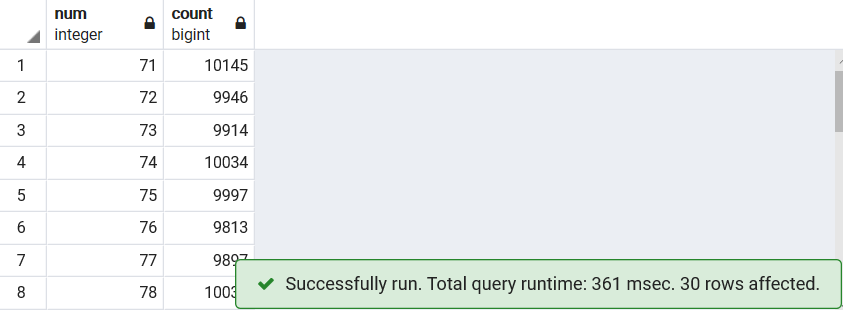 num count
integer bigint
1 71 10145
2 72 9946
3 73 9914
4 74 10034
5 75 9997
6 76 9813
7 77
8 78
Successfully run. Total query runtime: 361 msec. 30 rows affected.